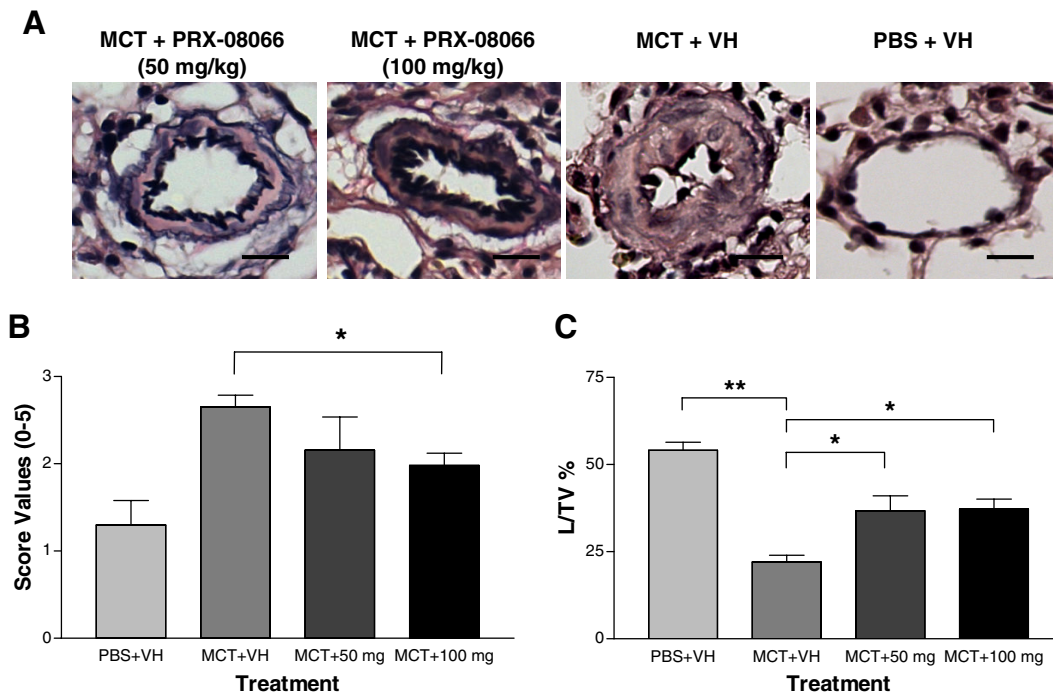 A
MCT + PRX-08066
(50 mg/kg)
MCT + PRX-08066
(100 mg/kg)
MCT + VH
PBS + VH
B
*
Score Values (0-5)
3
2
1
0
PBS+VH
MCT+VH
MCT+50 mg
MCT+100 mg
Treatment
C
**
*
*
L/TV %
75
50
25
0
PBS+VH
MCT+VH
MCT+50 mg
MCT+100 mg
Treatment